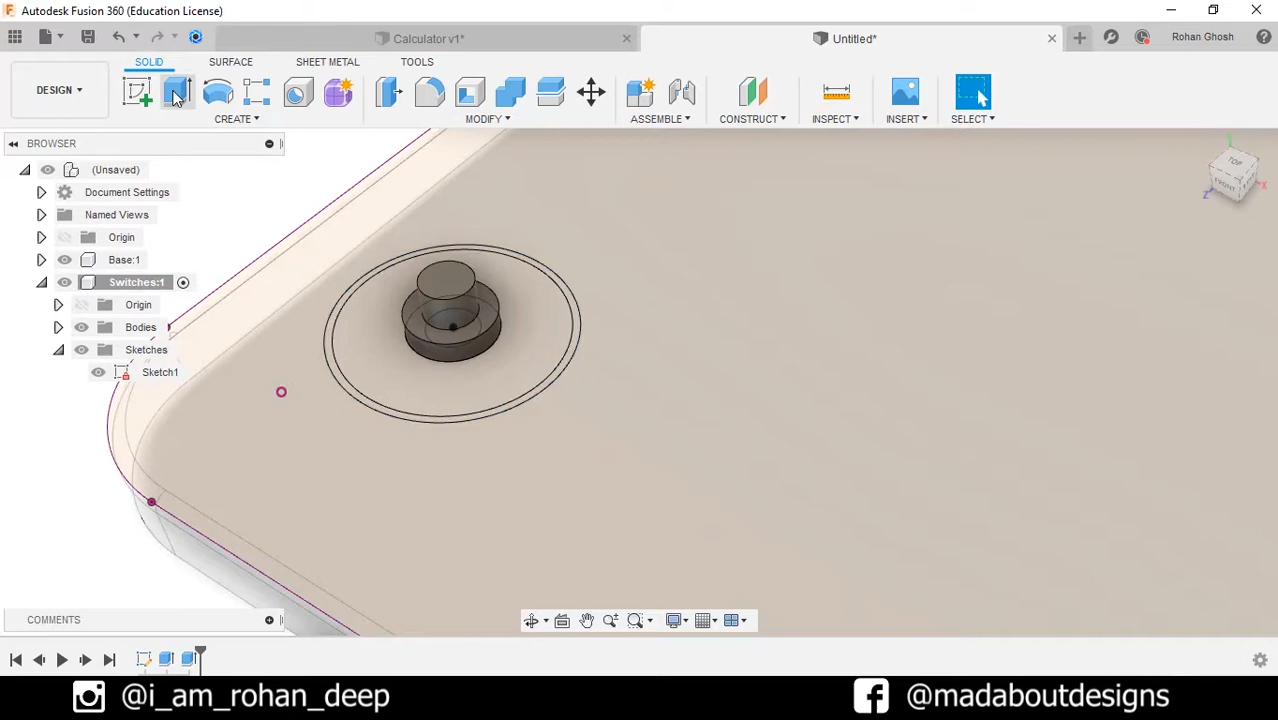 Autodesk Fusion 360 (Education License)
Calculator v1*
Untitled*
Rohan Ghosh
SOLID
SURFACE
SHEET METAL
TOOLS
DESIGN
CREATE
MODIFY
ASSEMBLE
CONSTRUCT
INSPECT
INSERT
SELECT
BROWSER
(Unsaved)
Document Settings
Named Views
Origin
Base:1
Switches:1
Origin
Bodies
Sketches
Sketch1
TOP
FRONT
X
Y
Z
COMMENTS
@i_am_rohan_deep
@madaboutdesigns